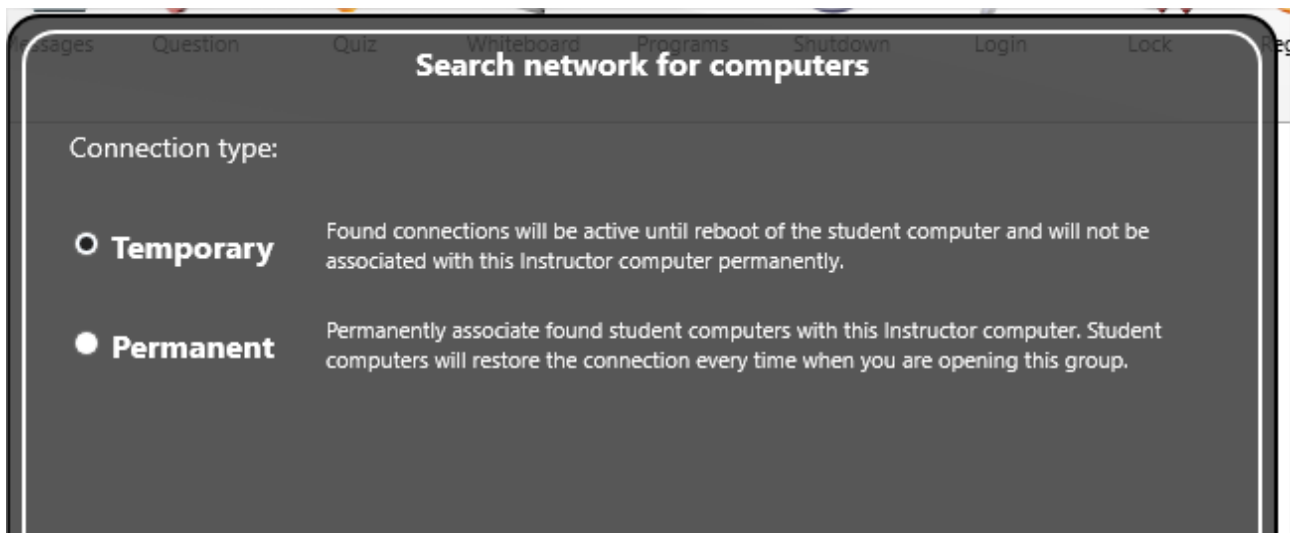 Messages Question Quiz Whiteboard Programs Shutdown Login Lock Reg
Search network for computers
Connection type:
Temporary
Found connections will be active until reboot of the student computer and will not be
associated with this Instructor computer permanently.
Permanent
Permanently associate found student computers with this Instructor computer. Student
computers will restore the connection every time when you are opening this group.